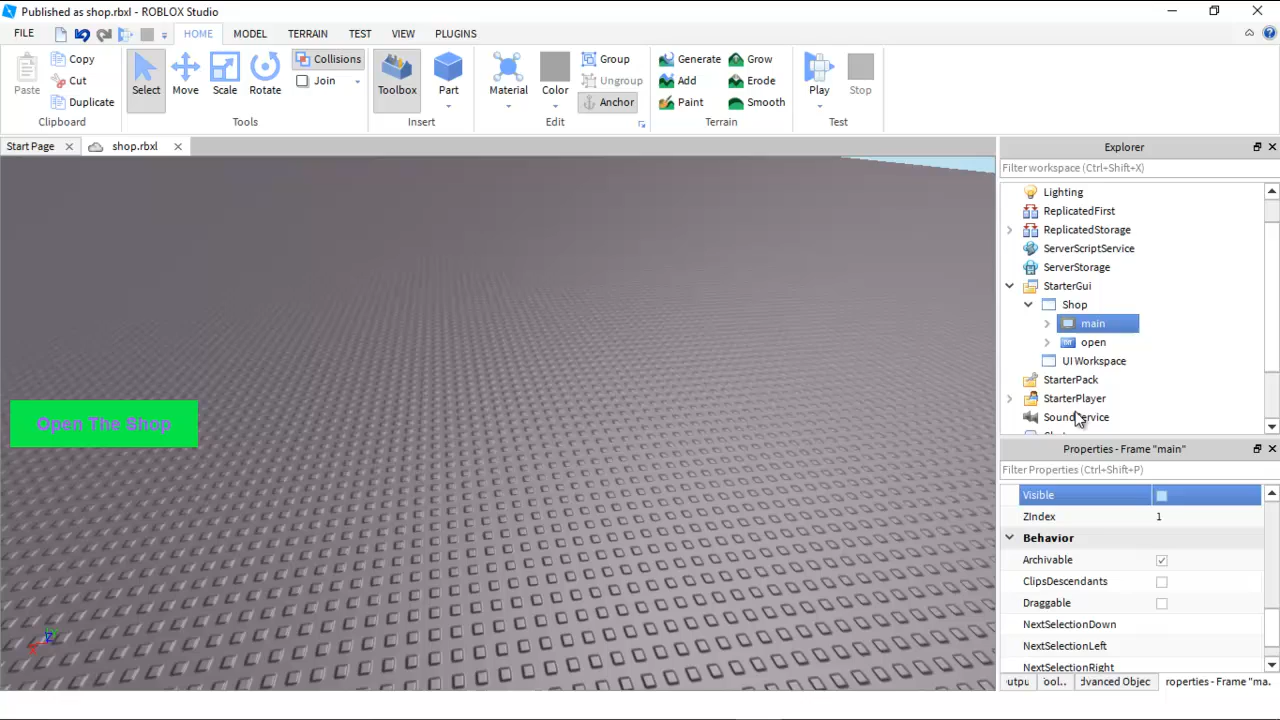 Published as shop.rbxl - ROBLOX Studio
FILE HOME MODEL TERRAIN TEST VIEW PLUGINS
Paste
Copy
Cut
Duplicate
Clipboard
Select
Move
Scale
Rotate
Collisions
Join
Tools
Toolbox
Part
Insert
Material
Color
Group
Ungroup
Anchor
Edit
Generate Grow
Add Erode
Paint Smooth
Terrain
Play
Stop
Test
Start Page shop.rbxl
Open The Shop
Explorer
Filter workspace (Ctrl+Shift+X)
Lighting
ReplicatedFirst
ReplicatedStorage
ServerScriptService
ServerStorage
StarterGui
Shop
main
open
UI Workspace
StarterPack
StarterPlayer
SoundService
Properties - Frame "main"
Filter Properties (Ctrl+Shift+P)
Visible
ZIndex 1
Behavior
Archivable
ClipsDescendants
Draggable
NextSelectionDown
NextSelectionLeft
NextSelectionRight
utpu ool.. dvanced Objec roperties - Frame "ma.